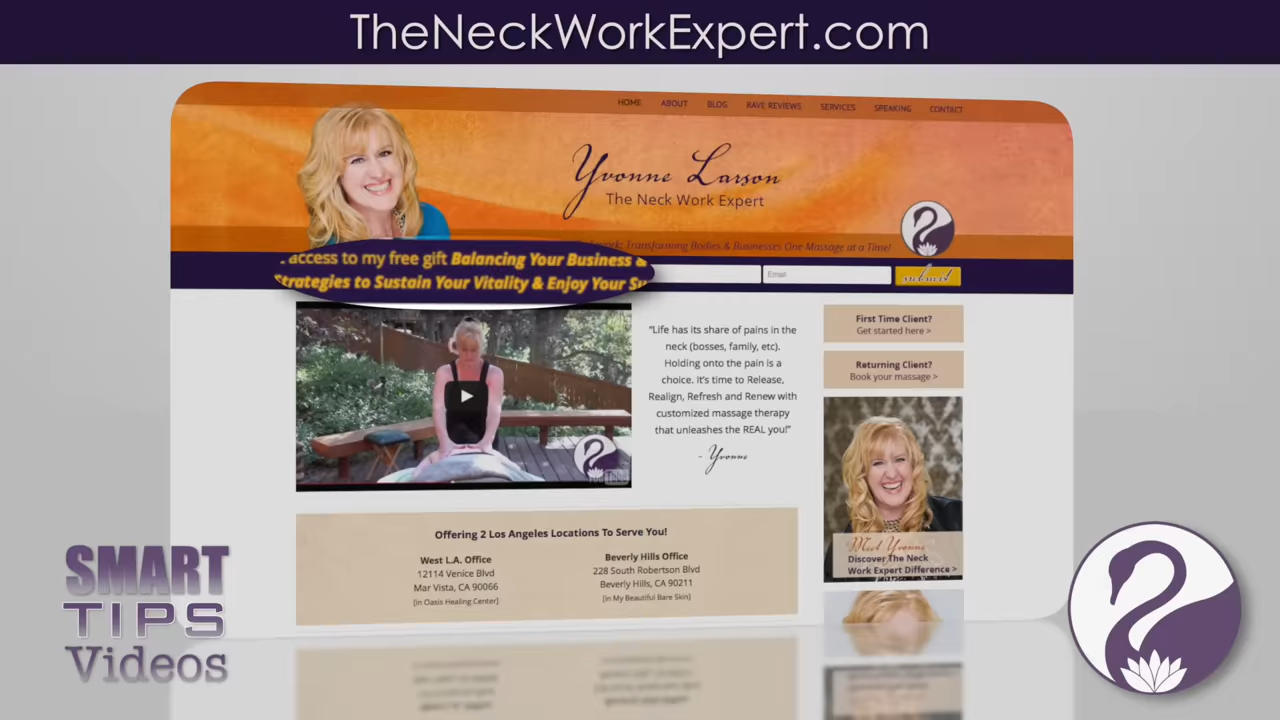 TheNeckWorkExpert.com
HOME ABOUT BLOG RAVE REVIEWS SERVICES SPEAKING CONTACT
Yvonne Larson
The Neck Work Expert
Transforming Bodies & Businesses One Massage at a Time!
access to my free gift Balancing Your Business &
Strategies to Sustain Your Vitality & Enjoy Your
Email
submit
First Time Client?
Get started here >
Returning Client?
Book your massage >
"Life has its share of pains in the
neck (bosses, family, etc).
Holding onto the pain is a
choice. It's time to Release,
Realign, Refresh and Renew with
customized massage therapy
that unleashes the REAL you!"
- Yvonne
YouTube
Meet Yvonne
Discover The Neck
Work Expert Difference >
Offering 2 Los Angeles Locations To Serve You!
West L.A. Office
12114 Venice Blvd
Mar Vista, CA 90066
[in Oasis Healing Center]
Beverly Hills Office
228 South Robertson Blvd
Beverly Hills, CA 90211
[in My Beautiful Bare Skin]
SMART
TIPS
Videos